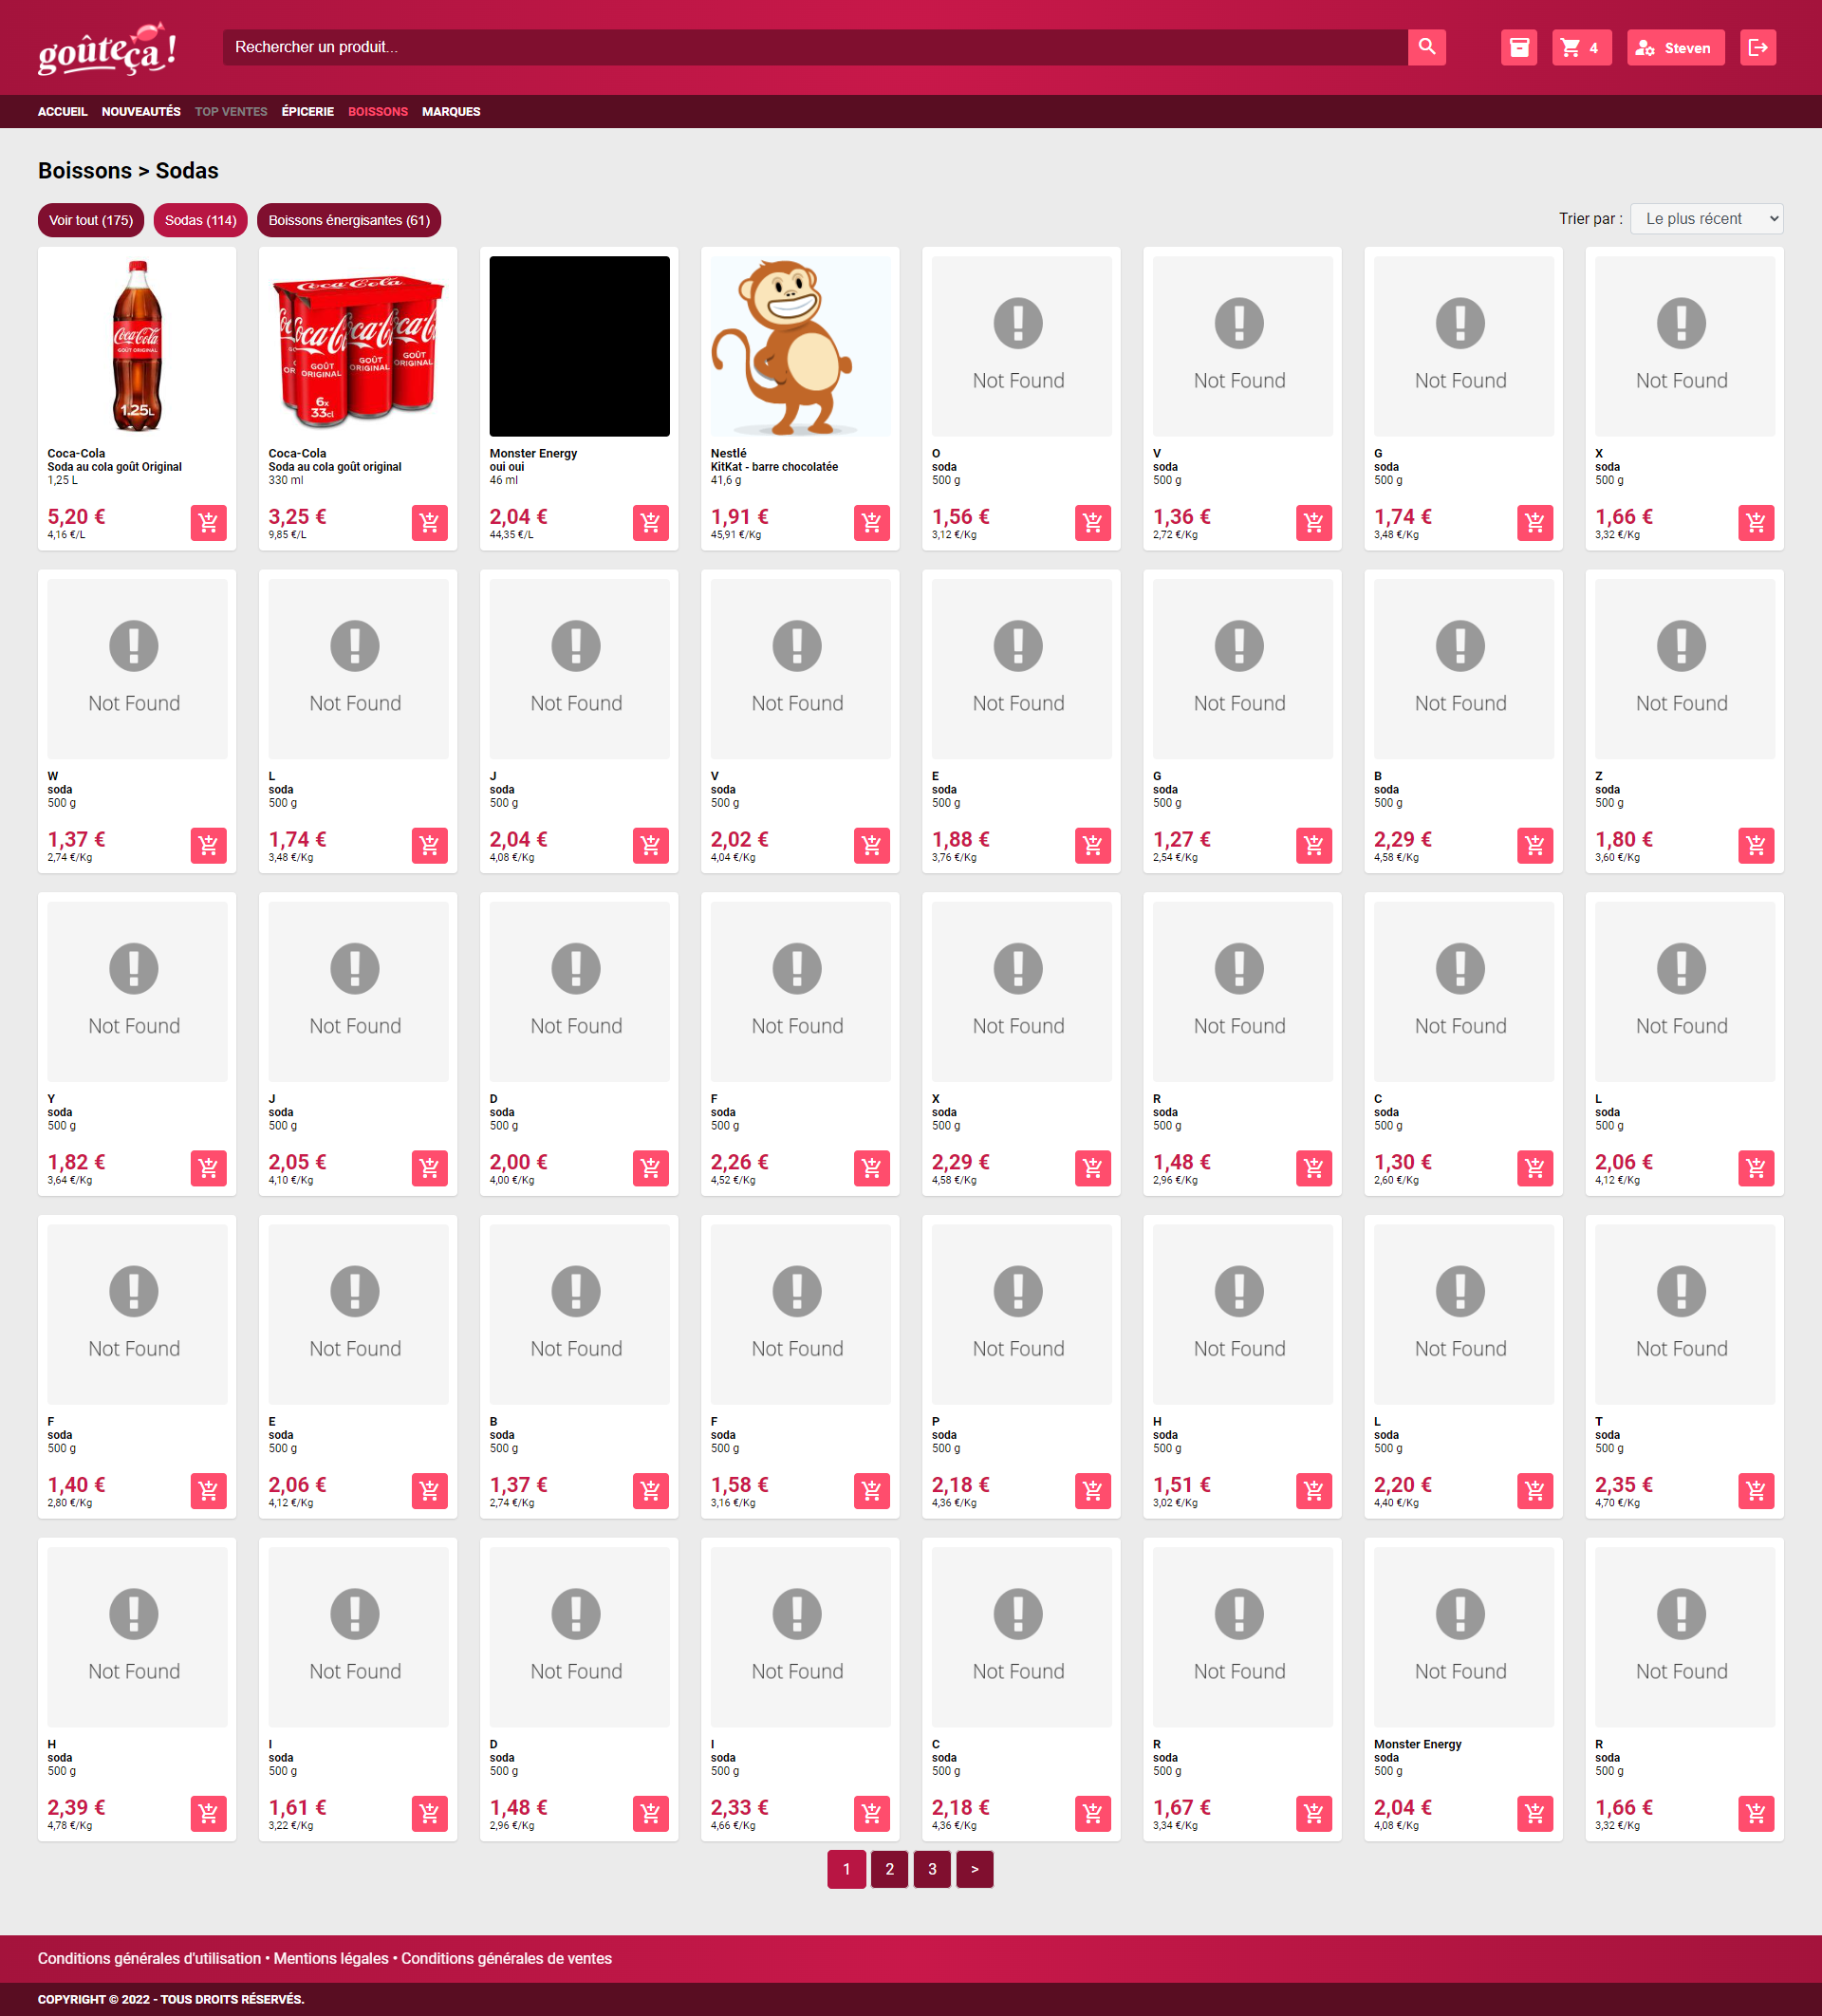 goûteça !
Rechercher un produit...
4
Steven
ACCUEIL NOUVEAUTÉS TOP VENTES ÉPICERIE BOISSONS MARQUES
Boissons > Sodas
Voir tout (175) Sodas (114) Boissons énergisantes (61)
Trier par : Le plus récent
Coca-Cola
GOÛT ORIGINAL
1.25L
Coca-Cola
GOÛT
ORIGINAL
6x
33cl
Not Found Not Found Not Found Not Found
Coca-Cola Coca-Cola Monster Energy Nestlé O V G X
Soda au cola goût Original Soda au cola goût original oui oui KitKat - barre chocolatée soda soda soda soda
1,25 L 330 ml 46 ml 41,6 g 500 g 500 g 500 g 500 g
5,20 € 3,25 € 2,04 € 1,91 € 1,56 € 1,36 € 1,74 € 1,66 €
4,16 €/L 9,85 €/L 44,35 €/L 45,91 €/Kg 3,12 €/Kg 2,72 €/Kg 3,48 €/Kg 3,32 €/Kg
Not Found Not Found Not Found Not Found Not Found Not Found Not Found Not Found
W L J V E G B Z
soda soda soda soda soda soda soda soda
500 g 500 g 500 g 500 g 500 g 500 g 500 g 500 g
1,37 € 1,74 € 2,04 € 2,02 € 1,88 € 1,27 € 2,29 € 1,80 €
2,74 €/Kg 3,48 €/Kg 4,08 €/Kg 4,04 €/Kg 3,76 €/Kg 2,54 €/Kg 4,58 €/Kg 3,60 €/Kg
Not Found Not Found Not Found Not Found Not Found Not Found Not Found Not Found
Y J D F X R C L
soda soda soda soda soda soda soda soda
500 g 500 g 500 g 500 g 500 g 500 g 500 g 500 g
1,82 € 2,05 € 2,00 € 2,26 € 2,29 € 1,48 € 1,30 € 2,06 €
3,64 €/Kg 4,10 €/Kg 4,00 €/Kg 4,52 €/Kg 4,58 €/Kg 2,96 €/Kg 2,60 €/Kg 4,12 €/Kg
Not Found Not Found Not Found Not Found Not Found Not Found Not Found Not Found
F E B F P H L T
soda soda soda soda soda soda soda soda
500 g 500 g 500 g 500 g 500 g 500 g 500 g 500 g
1,40 € 2,06 € 1,37 € 1,58 € 2,18 € 1,51 € 2,20 € 2,35 €
2,80 €/Kg 4,12 €/Kg 2,74 €/Kg 3,16 €/Kg 4,36 €/Kg 3,02 €/Kg 4,40 €/Kg 4,70 €/Kg
Not Found Not Found Not Found Not Found Not Found Not Found Not Found Not Found
H I D I C R Monster Energy R
soda soda soda soda soda soda soda soda
500 g 500 g 500 g 500 g 500 g 500 g 500 g 500 g
2,39 € 1,61 € 1,48 € 2,33 € 2,18 € 1,67 € 2,04 € 1,66 €
4,78 €/Kg 3,22 €/Kg 2,96 €/Kg 4,66 €/Kg 4,36 €/Kg 3,34 €/Kg 4,08 €/Kg 3,32 €/Kg
1 2 3 >
Conditions générales d'utilisation • Mentions légales • Conditions générales de ventes
COPYRIGHT © 2022 - TOUS DROITS RÉSERVÉS.